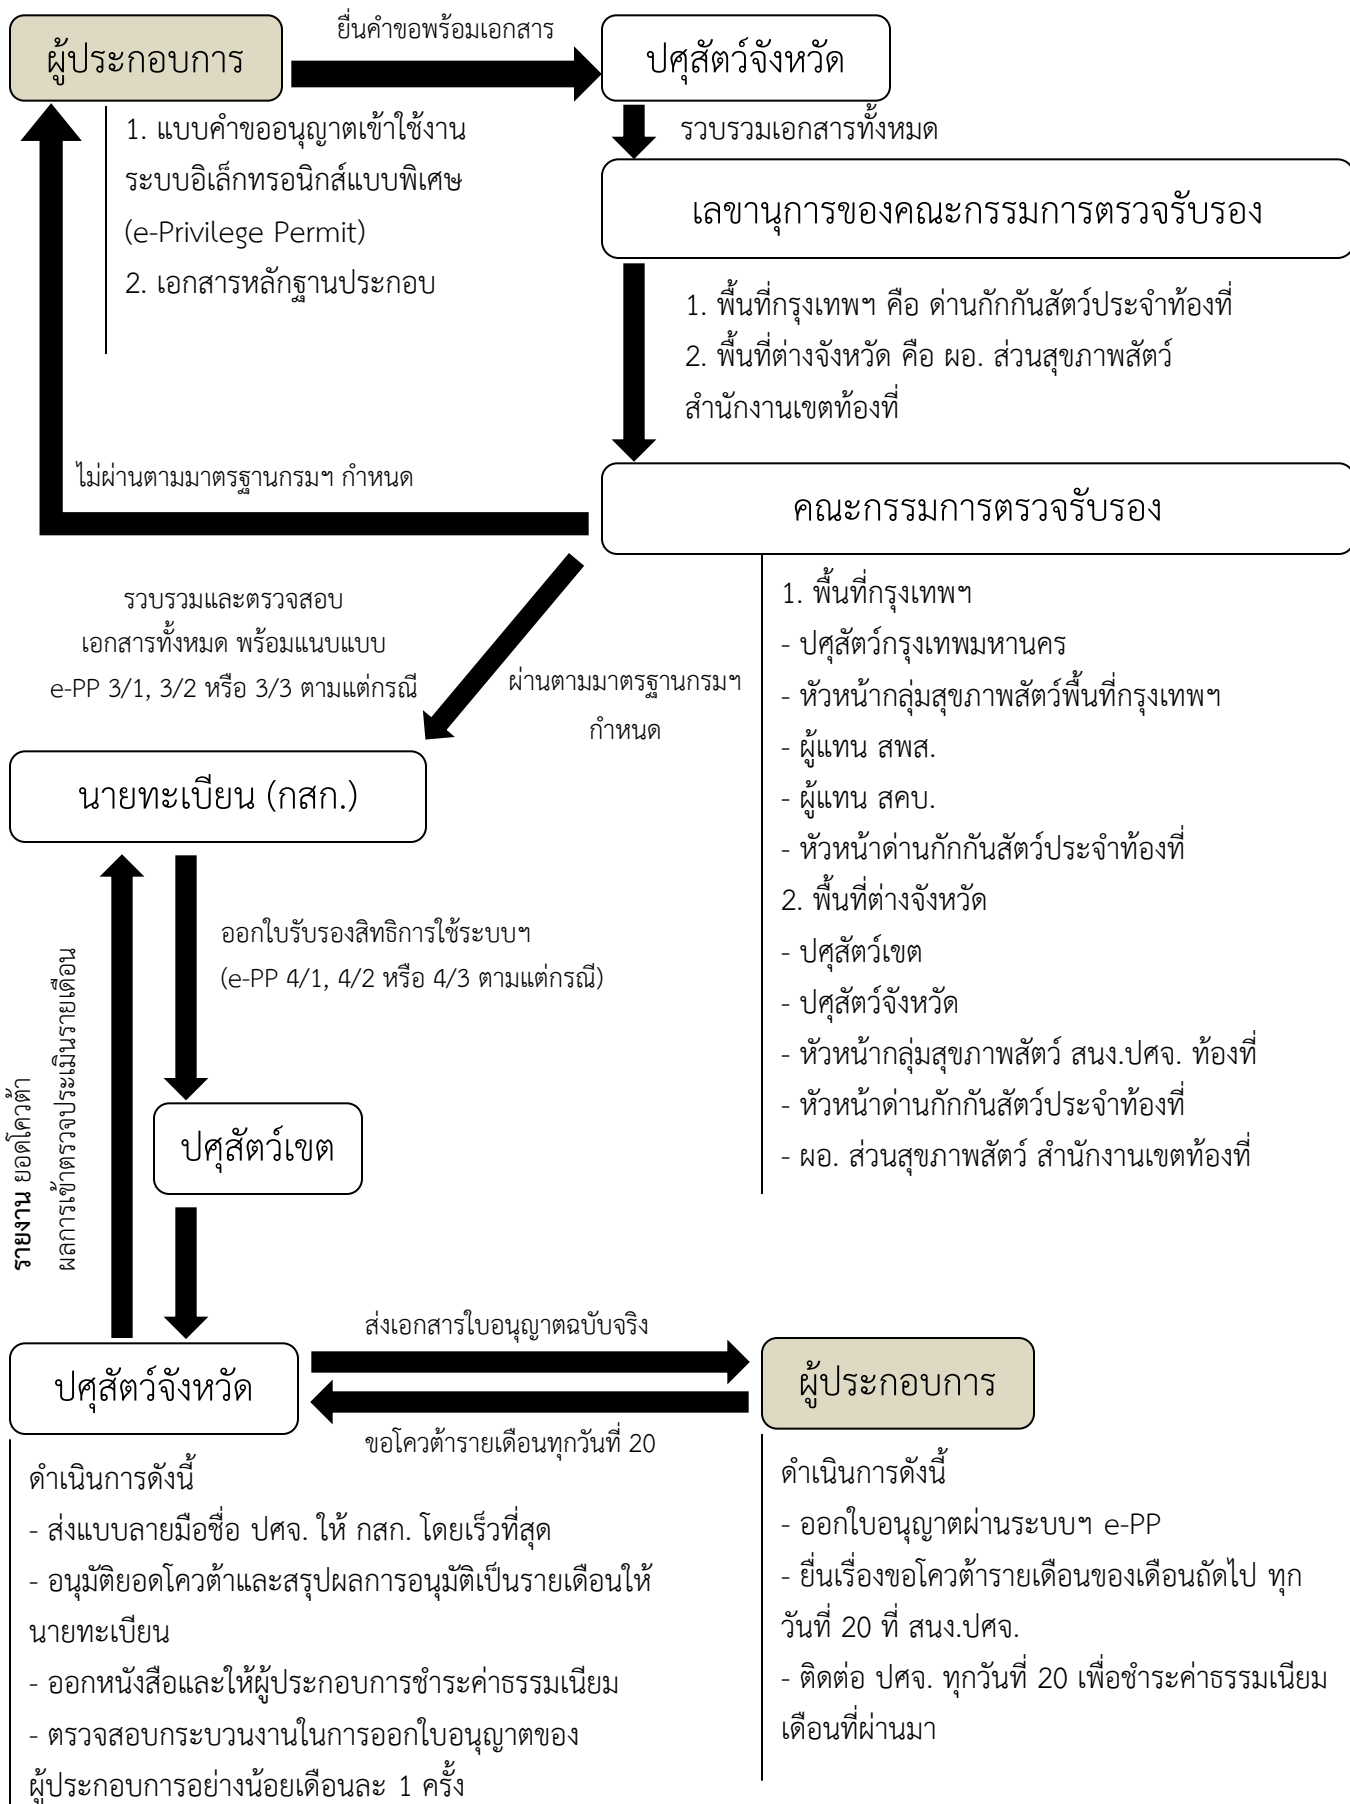 ยื่นคำขอพร้อมเอกสาร
ผู้ประกอบการ
ปศุสัตว์จังหวัด
1. แบบคำขออนุญาตเข้าใช้งาน
ระบบอิเล็กทรอนิกส์แบบพิเศษ
(e-Privilege Permit)
2. เอกสารหลักฐานประกอบ
รวบรวมเอกสารทั้งหมด
เลขานุการของคณะกรรมการตรวจรับรอง
1. พื้นที่กรุงเทพฯ คือ ด่านกักกันสัตว์ประจำท้องที่
2. พื้นที่ต่างจังหวัด คือ ผอ. ส่วนสุขภาพสัตว์
สำนักงานเขตท้องที่
ไม่ผ่านตามมาตรฐานกรมฯ กำหนด
คณะกรรมการตรวจรับรอง
รวบรวมและตรวจสอบ
เอกสารทั้งหมด พร้อมแนบแบบ
e-PP 3/1, 3/2 หรือ 3/3 ตามแต่กรณี
ผ่านตามมาตรฐานกรมฯ
กำหนด
1. พื้นที่กรุงเทพฯ
- ปศุสัตว์กรุงเทพมหานคร
- หัวหน้ากลุ่มสุขภาพสัตว์พื้นที่กรุงเทพฯ
- ผู้แทน สพส.
- ผู้แทน สคบ.
- หัวหน้าด่านกักกันสัตว์ประจำท้องที่
2. พื้นที่ต่างจังหวัด
- ปศุสัตว์เขต
- ปศุสัตว์จังหวัด
- หัวหน้ากลุ่มสุขภาพสัตว์ สนง.ปศจ. ท้องที่
- หัวหน้าด่านกักกันสัตว์ประจำท้องที่
- ผอ. ส่วนสุขภาพสัตว์ สำนักงานเขตท้องที่
นายทะเบียน (กสก.)
ออกใบรับรองสิทธิการใช้ระบบฯ
(e-PP 4/1, 4/2 หรือ 4/3 ตามแต่กรณี)
รายงาน ยอดโควต้า
ผลการเข้าตรวจประเมินรายเดือน
ปศุสัตว์เขต
ปศุสัตว์จังหวัด
ส่งเอกสารใบอนุญาตฉบับจริง
ขอโควต้ารายเดือนทุกวันที่ 20
ผู้ประกอบการ
ดำเนินการดังนี้
- ส่งแบบลายมือชื่อ ปศจ. ให้ กสก. โดยเร็วที่สุด
- อนุมัติยอดโควต้าและสรุปผลการอนุมัติเป็นรายเดือนให้
นายทะเบียน
- ออกหนังสือและให้ผู้ประกอบการชำระค่าธรรมเนียม
- ตรวจสอบกระบวนงานในการออกใบอนุญาตของ
ผู้ประกอบการอย่างน้อยเดือนละ 1 ครั้ง
ดำเนินการดังนี้
- ออกใบอนุญาตผ่านระบบฯ e-PP
- ยื่นเรื่องขอโควต้ารายเดือนของเดือนถัดไป ทุก
วันที่ 20 ที่ สนง.ปศจ.
- ติดต่อ ปศจ. ทุกวันที่ 20 เพื่อชำระค่าธรรมเนียม
เดือนที่ผ่านมา